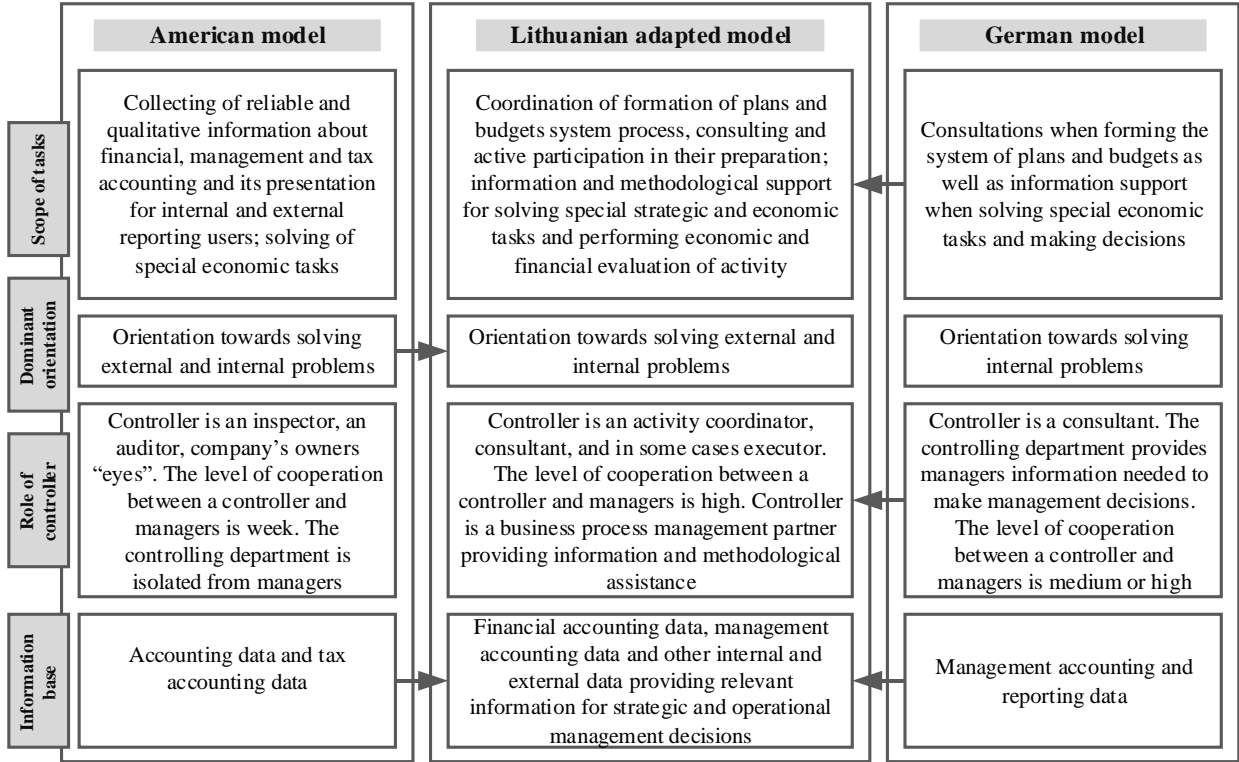 American model
Lithuanian adapted model
German model
Scope of tasks
Collecting of reliable and
qualitative information about
financial, management and tax
accounting and its presentation
for internal and external
reporting users; solving of
special economic tasks
Coordination of formation of plans and
budgets system process, consulting and
active participation in their preparation;
information and methodological support
for solving special strategic and economic
tasks and performing economic and
financial evaluation of activity
Consultations when forming the
system of plans and budgets as
well as information support
when solving special economic
tasks and making decisions
Dominant
orientation
Orientation towards solving
external and internal problems
Orientation towards solving external and
internal problems
Orientation towards solving
internal problems
Role of
controller
Controller is an inspector, an
auditor, company’s owners
“eyes”. The level of cooperation
between a controller and
managers is week. The
controlling department is
isolated from managers
Controller is an activity coordinator,
consultant, and in some cases executor.
The level of cooperation between a
controller and managers is high. Controller
is a business process management partner
providing information and methodological
assistance
Controller is a consultant. The
controlling department provides
managers information needed to
make management decisions.
The level of cooperation
between a controller and
managers is medium or high
Information
base
Accounting data and tax
accounting data
Financial accounting data, management
accounting data and other internal and
external data providing relevant
information for strategic and operational
management decisions
Management accounting and
reporting data